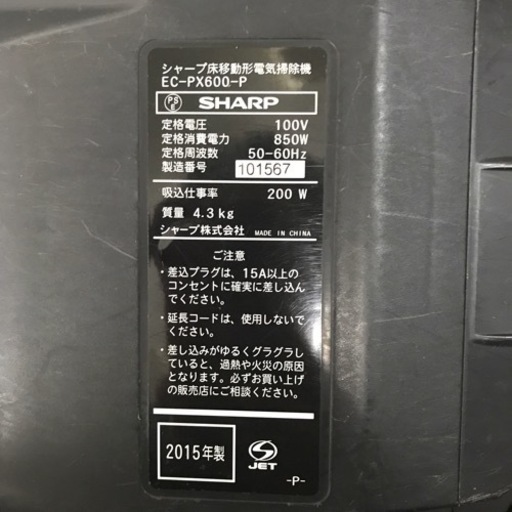 シャープ床移動形電気掃除機
EC-PX600-P
PS E SHARP
定格電圧 100V
定格消費電力 850W
定格周波数 50-60Hz
製造番号 101567
吸込仕事率 200 W
質量 4.3kg
シャープ株式会社 MADE IN CHINA
ご注意
・差込プラグは、15A以上の
コンセントに確実に差し込ん
でください。
・延長コードは、使用しないで
ください。
・差し込みがゆるくグラグラし
ていると、過熱や火災の原因
となります。必ずお買い上げ
の販売店にご相談ください。
2015年製
S JET
-P-